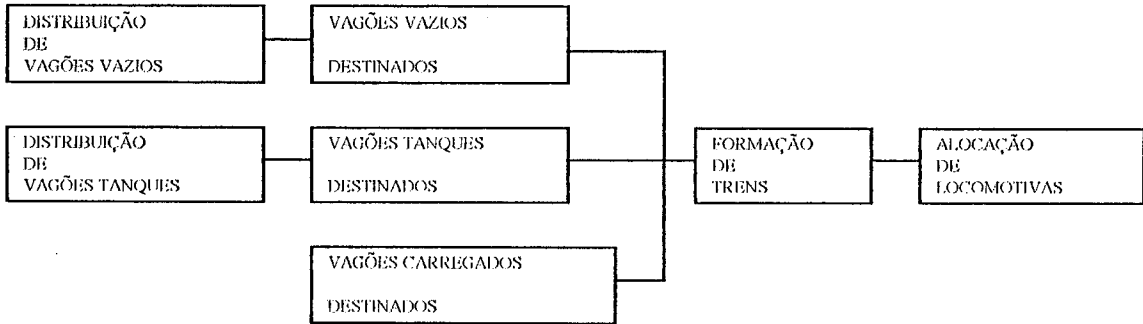 DISTRIBUIÇÃO
DE
VAGÕES VAZIOS
VAGÕES VAZIOS
DESTINADOS
DISTRIBUIÇÃO
DE
VAGÕES TANQUES
VAGÕES TANQUES
DESTINADOS
FORMAÇÃO
DE
TRENS
ALOCAÇÃO
DE
LOCOMOTIVAS
VAGÕES CARREGADOS
DESTINADOS